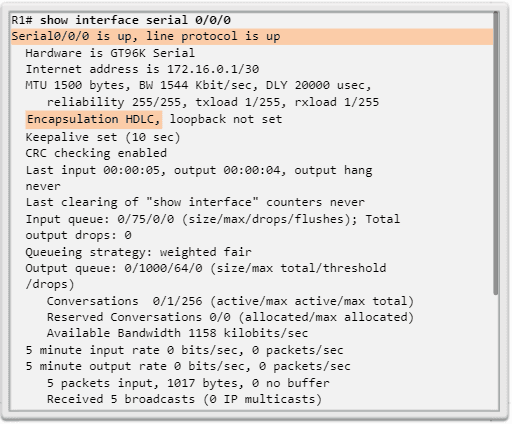 R1# show interface serial 0/0/0
Serial0/0/0 is up, line protocol is up
Hardware is GT96K Serial
Internet address is 172.16.0.1/30
MTU 1500 bytes, BW 1544 Kbit/sec, DLY 20000 usec,
reliability 255/255, txload 1/255, rxload 1/255
Encapsulation HDLC, loopback not set
Keepalive set (10 sec)
CRC checking enabled
Last input 00:00:05, output 00:00:04, output hang
never
Last clearing of "show interface" counters never
Input queue: 0/75/0/0 (size/max/drops/flushes); Total
output drops: 0
Queueing strategy: weighted fair
Output queue: 0/1000/64/0 (size/max total/threshold
/drops)
Conversations 0/1/256 (active/max active/max total)
Reserved Conversations 0/0 (allocated/max allocated)
Available Bandwidth 1158 kilobits/sec
5 minute input rate 0 bits/sec, 0 packets/sec
5 minute output rate 0 bits/sec, 0 packets/sec
5 packets input, 1017 bytes, 0 no buffer
Received 5 broadcasts (0 IP multicasts)